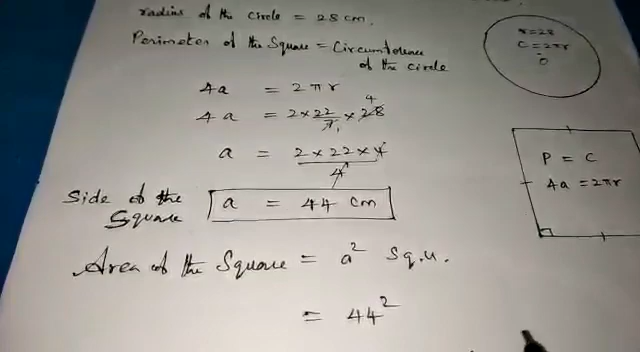 radius of the circle = 28 cm.
Perimeter of the Square = Circumference
of the circle
r=28
C=2πr
o
4a = 2πr
4a = 2×22/7 × 28 4
1
a = 2×22×4/4
Side of the
Square
a = 44 cm
P = C
4a = 2πr
Area of the Square = a² Sq.u.
= 44²